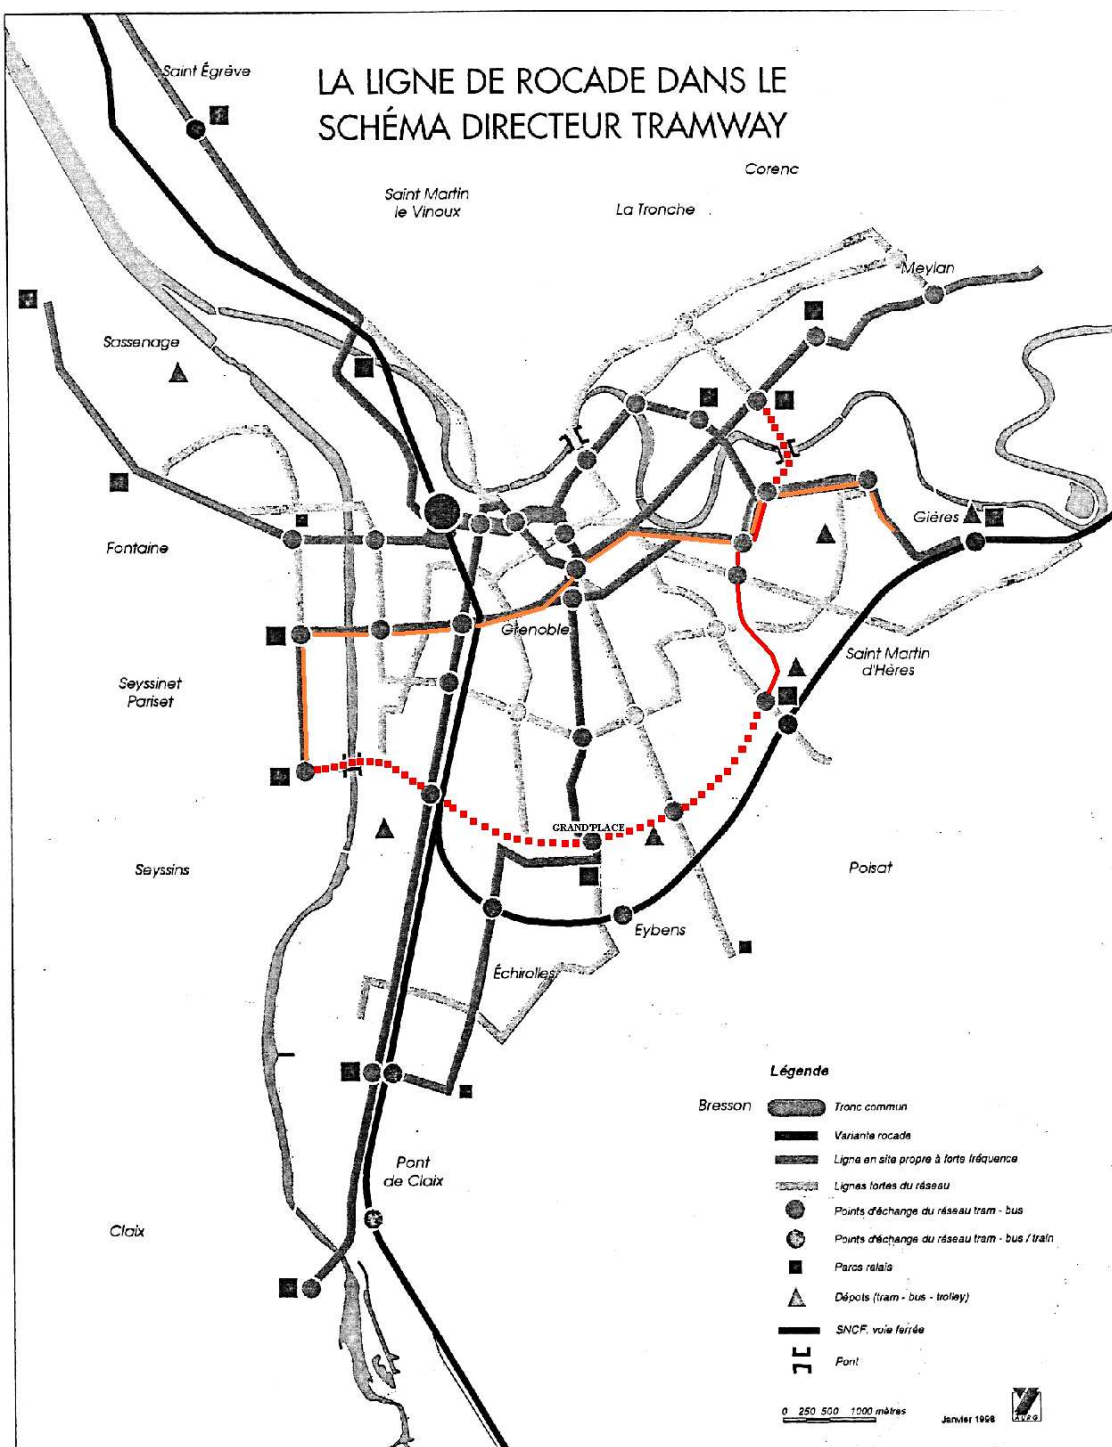 LA LIGNE DE ROCADE DANS LE
SCHÉMA DIRECTEUR TRAMWAY
Saint Égrève
Corenc
Saint Martin
le Vinoux
La Tronche
Meylan
Sassenage
Gières
Fontaine
Grenoble
Saint Martin
d'Hères
Seyssinet
Pariset
GRAND'PLACE
Seyssins
Poisat
Eybens
Échirolles
Bresson
Pont
de Claix
Claix
Légende
Tronc commun
Variante rocade
Ligne en site propre à forte fréquence
Lignes fortes du réseau
Points d'échange du réseau tram - bus
Points d'échange du réseau tram - bus / train
Parcs relais
Dépots (tram - bus - trolley)
SNCF, voie ferrée
Pont
0 250 500 1000 mètres
Janvier 1998
AURG